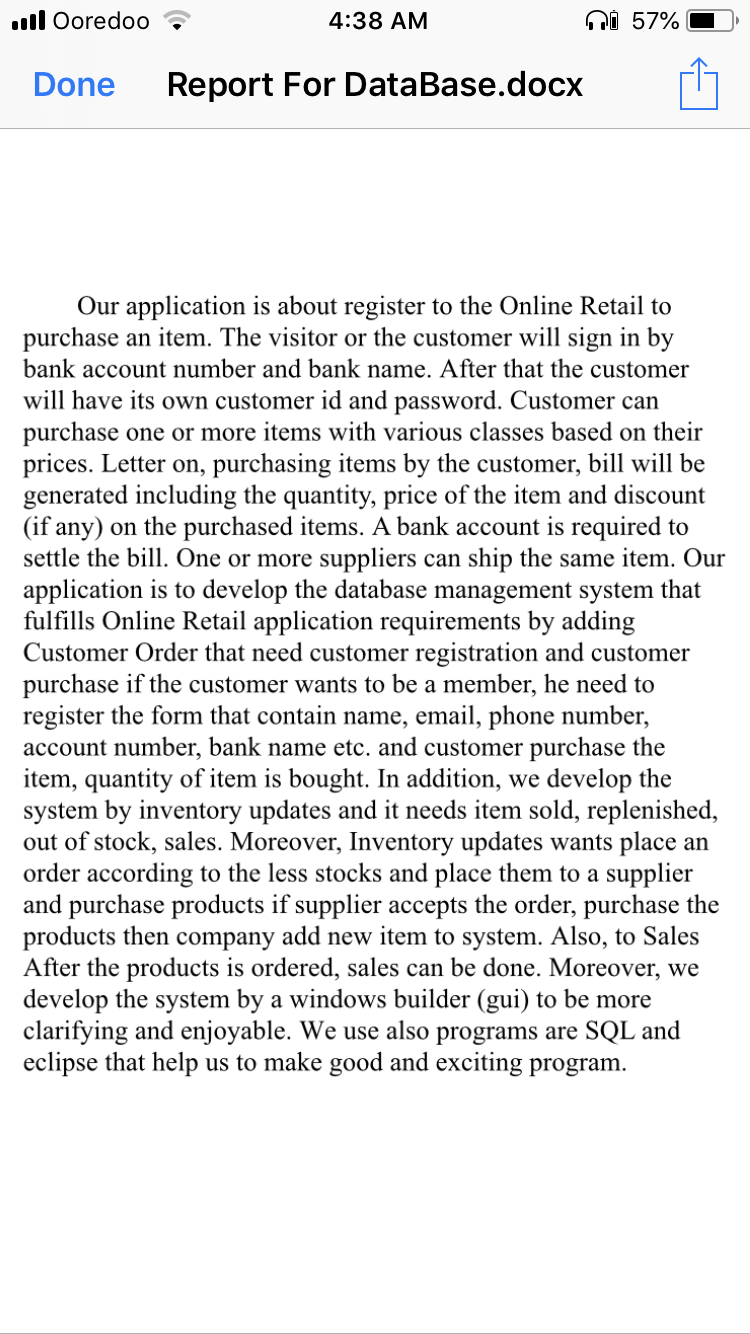 Ooredoo 4:38 AM 57%
Done Report For DataBase.docx
Our application is about register to the Online Retail to
purchase an item. The visitor or the customer will sign in by
bank account number and bank name. After that the customer
will have its own customer id and password. Customer can
purchase one or more items with various classes based on their
prices. Letter on, purchasing items by the customer, bill will be
generated including the quantity, price of the item and discount
(if any) on the purchased items. A bank account is required to
settle the bill. One or more suppliers can ship the same item. Our
application is to develop the database management system that
fulfills Online Retail application requirements by adding
Customer Order that need customer registration and customer
purchase if the customer wants to be a member, he need to
register the form that contain name, email, phone number,
account number, bank name etc. and customer purchase the
item, quantity of item is bought. In addition, we develop the
system by inventory updates and it needs item sold, replenished,
out of stock, sales. Moreover, Inventory updates wants place an
order according to the less stocks and place them to a supplier
and purchase products if supplier accepts the order, purchase the
products then company add new item to system. Also, to Sales
After the products is ordered, sales can be done. Moreover, we
develop the system by a windows builder (gui) to be more
clarifying and enjoyable. We use also programs are SQL and
eclipse that help us to make good and exciting program.